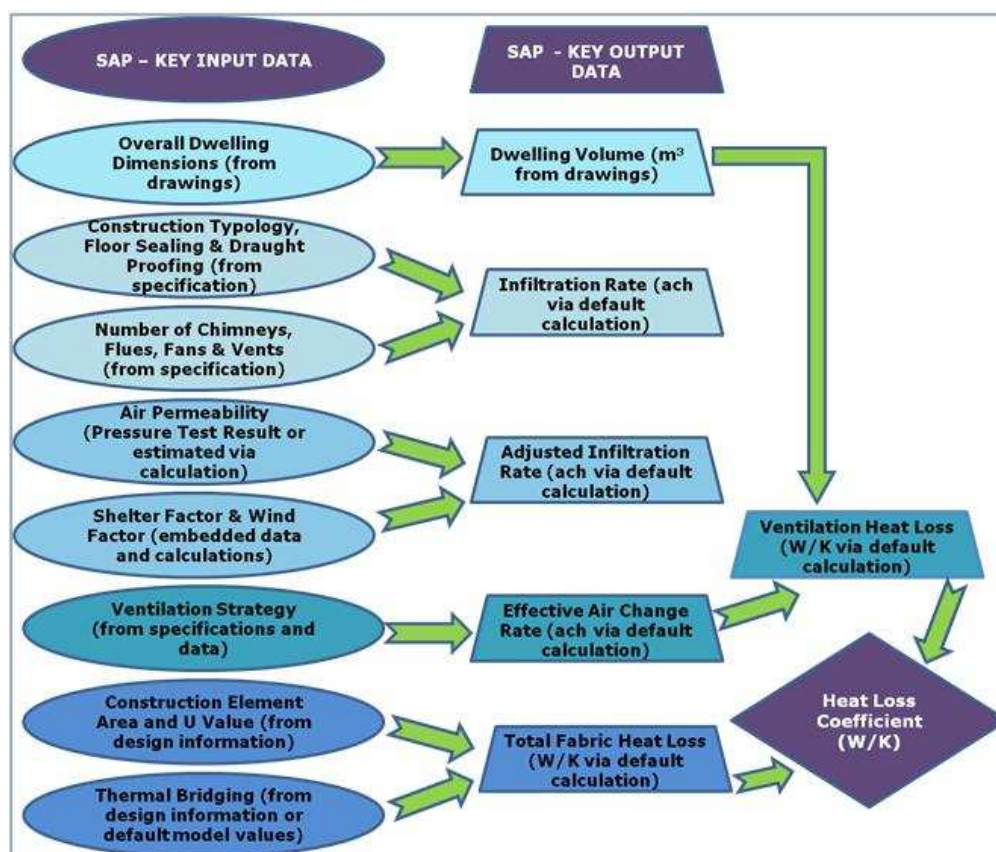 SAP – KEY INPUT DATA
SAP - KEY OUTPUT
DATA
Overall Dwelling
Dimensions (from
drawings)
Dwelling Volume (m³
from drawings)
Construction Typology,
Floor Sealing & Draught
Proofing (from
specification)
Infiltration Rate (ach
via default
calculation)
Number of Chimneys,
Flues, Fans & Vents
(from specification)
Air Permeability
(Pressure Test Result or
estimated via
calculation)
Adjusted Infiltration
Rate (ach via default
calculation)
Shelter Factor & Wind
Factor (embedded data
and calculations)
Ventilation Heat Loss
(W/K via default
calculation)
Ventilation Strategy
(from specifications and
data)
Effective Air Change
Rate (ach via default
calculation)
Construction Element
Area and U Value (from
design information)
Total Fabric Heat Loss
(W/K via default
calculation)
Heat Loss
Coefficient
(W/K)
Thermal Bridging (from
design information or
default model values)